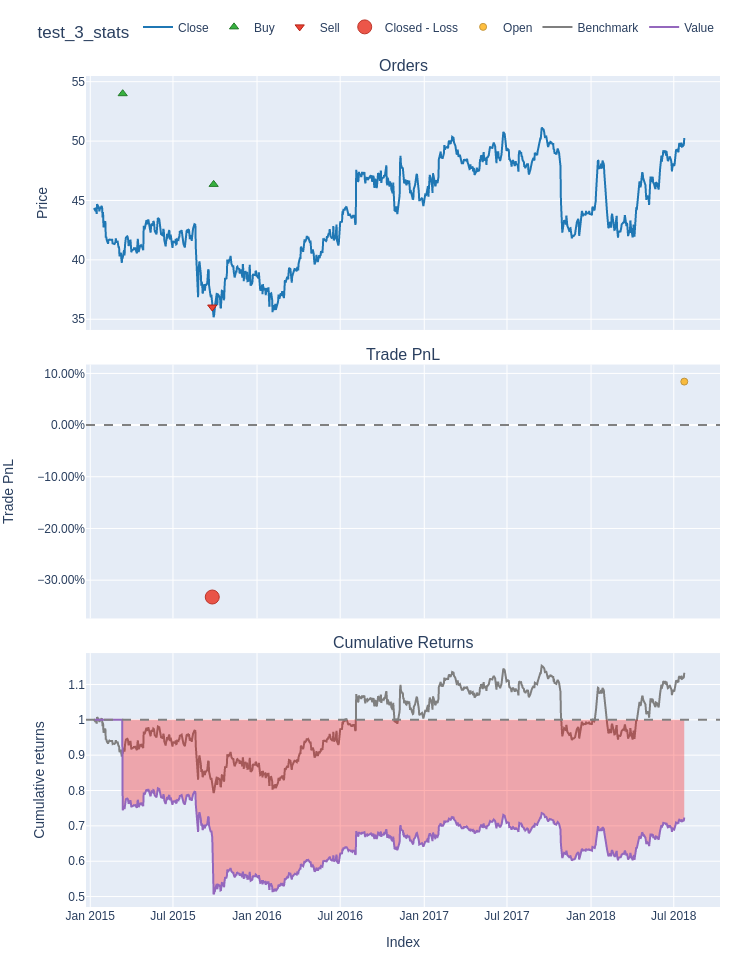 test_3_stats
Close Buy Sell Closed - Loss Open Benchmark Value
Orders
55
50
45
40
35
Price
Trade PnL
10.00%
0.00%
−10.00%
−20.00%
−30.00%
Trade PnL
Cumulative Returns
1.1
1
0.9
0.8
0.7
0.6
0.5
Cumulative returns
Jan 2015 Jul 2015 Jan 2016 Jul 2016 Jan 2017 Jul 2017 Jan 2018 Jul 2018
Index